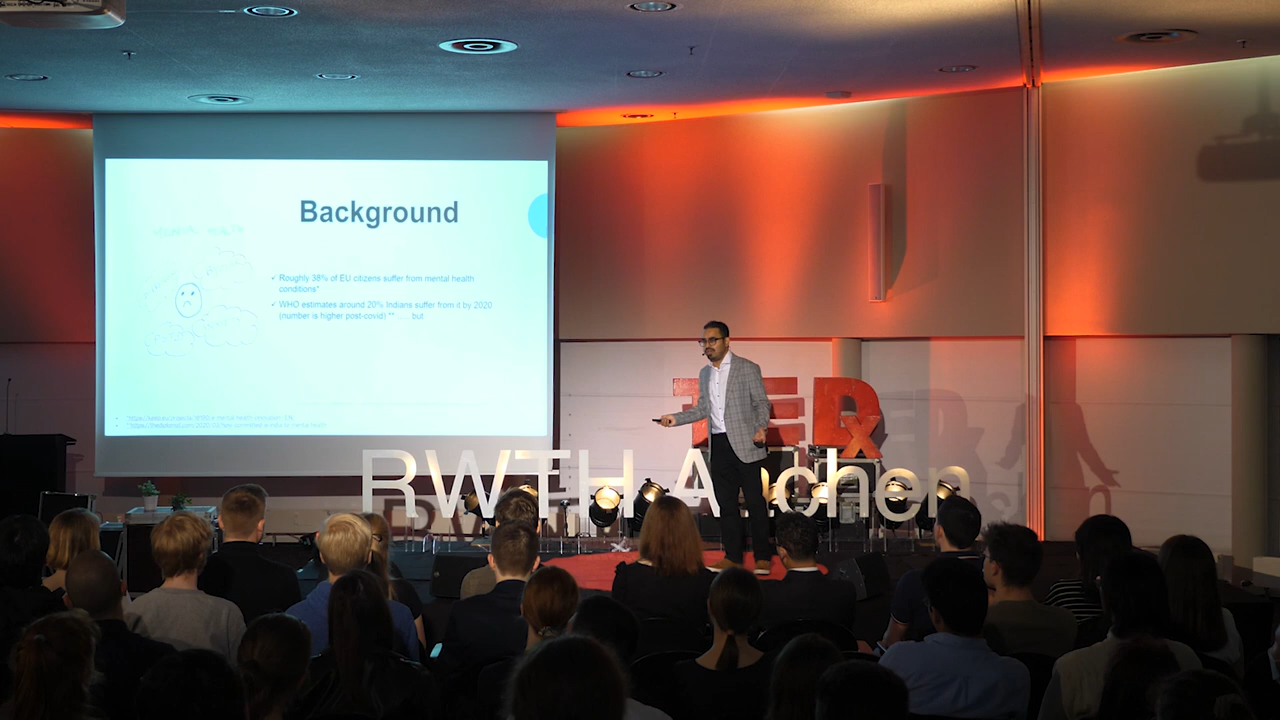 Background
✓ Roughly 38% of EU citizens suffer from mental health
conditions*
✓ WHO estimates around 20% Indians suffer from it by 2020
(number is higher post-covid) ** ...... but
TEDx
RWTH Aachen